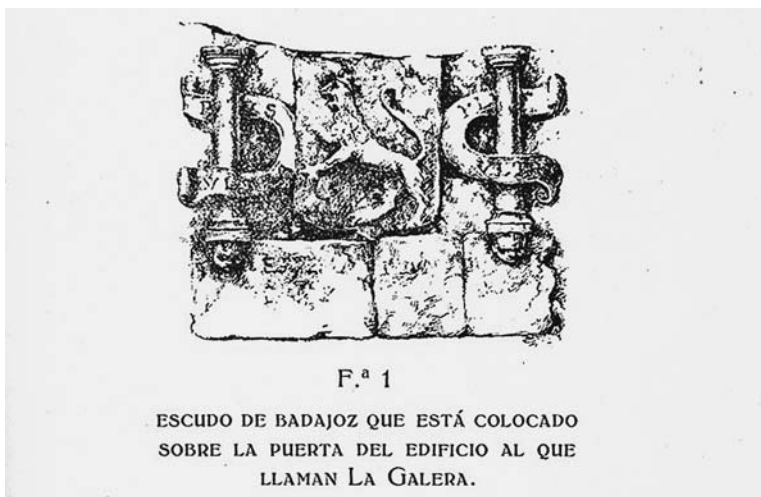 F.ª 1
ESCUDO DE BADAJOZ QUE ESTÁ COLOCADO
SOBRE LA PUERTA DEL EDIFICIO AL QUE
LLAMAN LA GALERA.